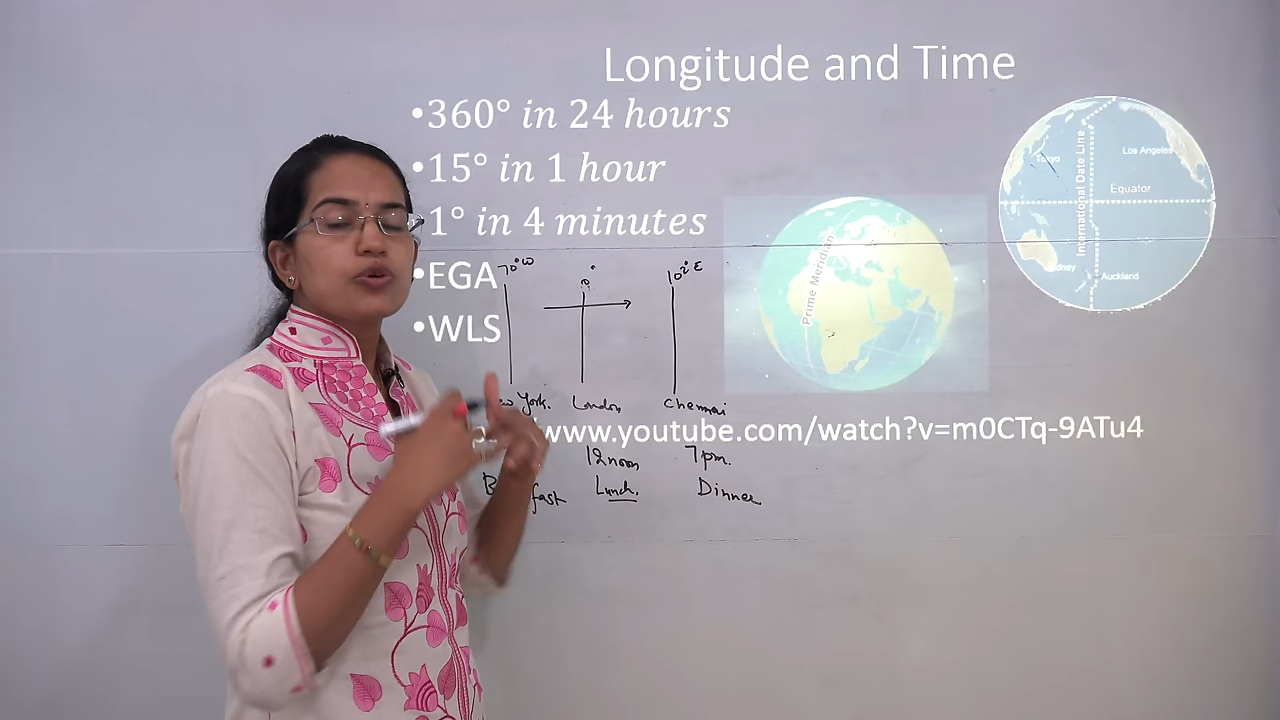 Longitude and Time
•360° in 24 hours
•15° in 1 hour
1° in 4 minutes
•EGA
•WLS
70°W
0°
102°E
York.
London
Chennai
www.youtube.com/watch?v=m0CTq-9ATu4
12noon
7pm.
Lunch.
Dinner
Prime Meridian
Tokyo
International Date Line
Los Angeles
Equator
Auckland